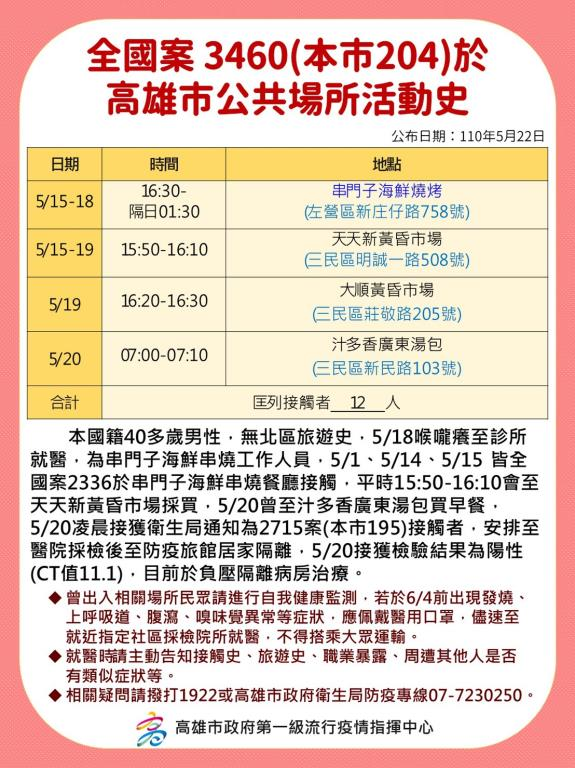 全國案 3460(本市204)於
高雄市公共場所活動史
公布日期：110年5月22日
日期 時間 地點
5/15-18 16:30-隔日01:30 串門子海鮮燒烤 (左營區新庄仔路758號)
5/15-19 15:50-16:10 天天新黃昏市場 (三民區明誠一路508號)
5/19 16:20-16:30 大順黃昏市場 (三民區莊敬路205號)
5/20 07:00-07:10 汁多香廣東湯包 (三民區新民路103號)
合計 匡列接觸者 12 人
本國籍40多歲男性，無北區旅遊史，5/18喉嚨癢至診所
就醫，為串門子海鮮串燒工作人員，5/1、5/14、5/15 皆全
國案2336於串門子海鮮串燒餐廳接觸，平時15:50-16:10會至
天天新黃昏市場採買，5/20曾至汁多香廣東湯包買早餐，
5/20凌晨接獲衛生局通知為2715案(本市195)接觸者，安排至
醫院採檢後至防疫旅館居家隔離，5/20接獲檢驗結果為陽性
(CT值11.1)，目前於負壓隔離病房治療。
◆曾出入相關場所民眾請進行自我健康監測，若於6/4前出現發燒、
上呼吸道、腹瀉、嗅味覺異常等症狀，應佩戴醫用口罩，儘速至
就近指定社區採檢院所就醫，不得搭乘大眾運輸。
◆就醫時請主動告知接觸史、旅遊史、職業暴露、周遭其他人是否
有類似症狀等。
◆相關疑問請撥打1922或高雄市政府衛生局防疫專線07-7230250。
高雄市政府第一級流行疫情指揮中心